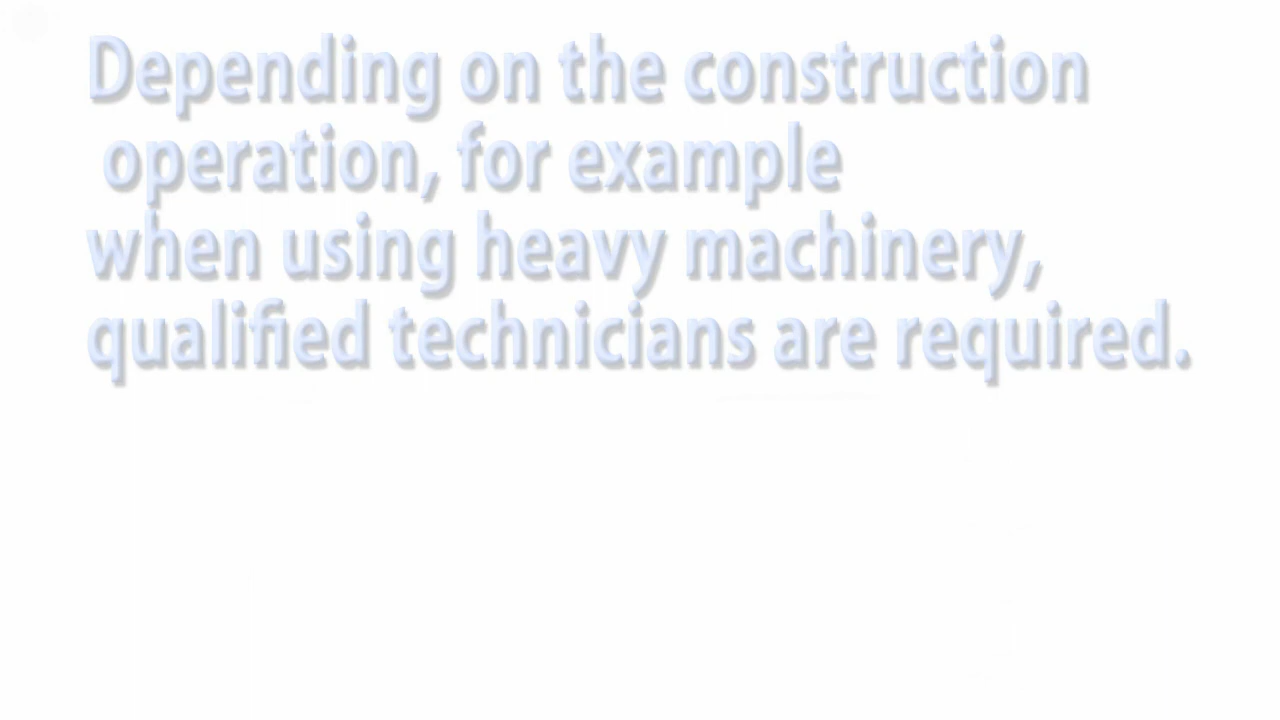 Depending on the construction
operation, for example
when using heavy machinery,
qualified technicians are required.